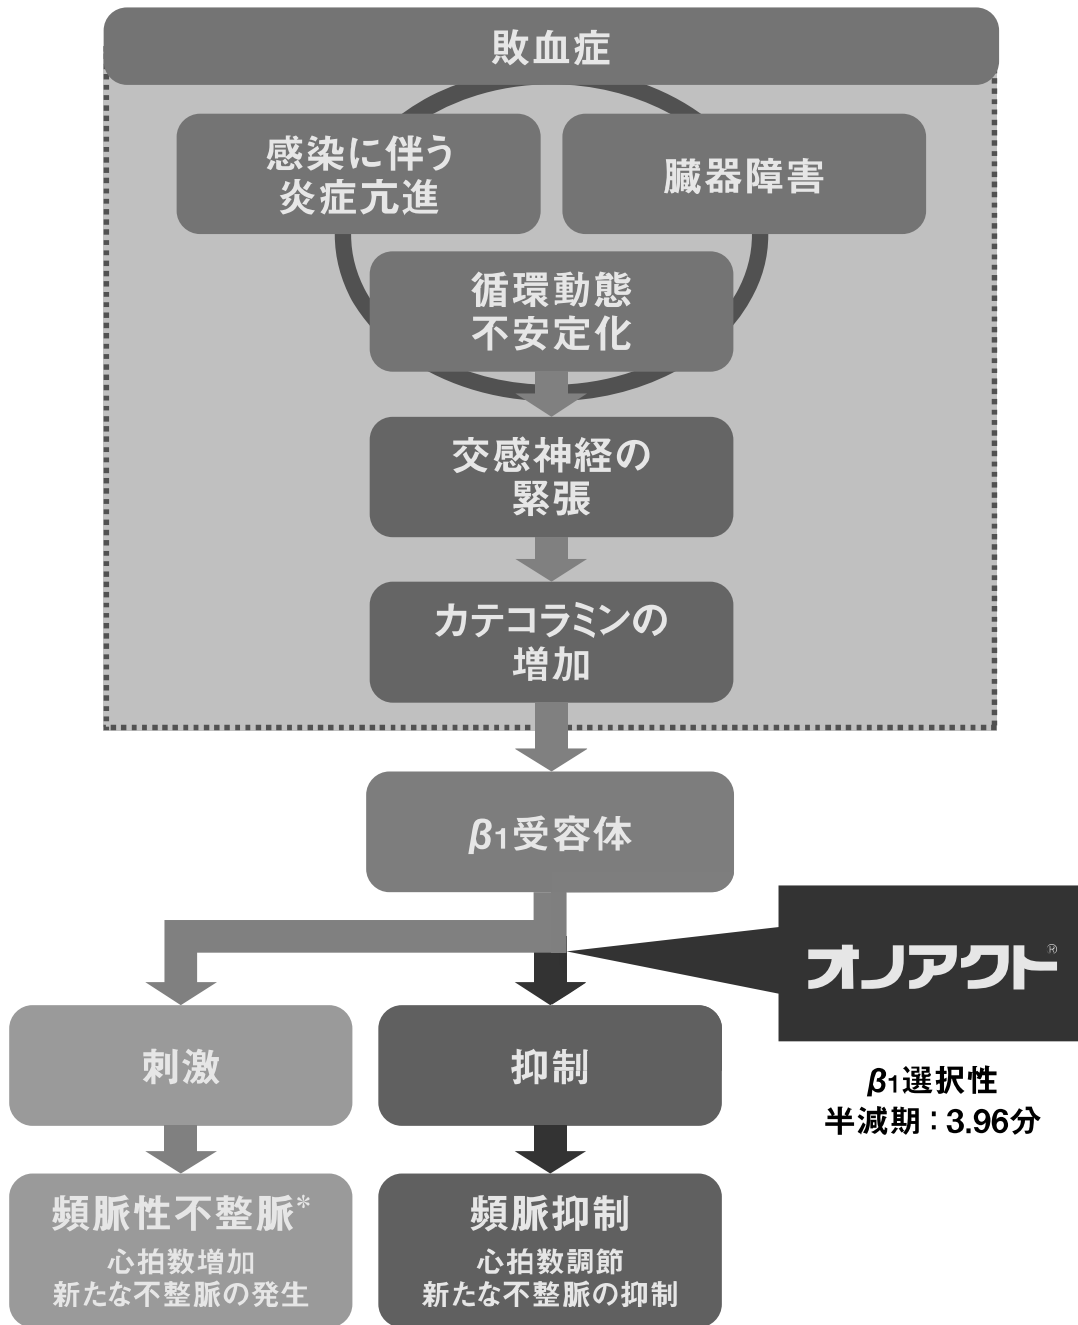 敗血症
感染に伴う
炎症亢進
臓器障害
循環動態
不安定化
交感神経の
緊張
カテコラミンの
増加
β1受容体
オノアクト®
β1選択性
半減期：3.96分
刺激
抑制
頻脈性不整脈*
心拍数増加
新たな不整脈の発生
頻脈抑制
心拍数調節
新たな不整脈の抑制